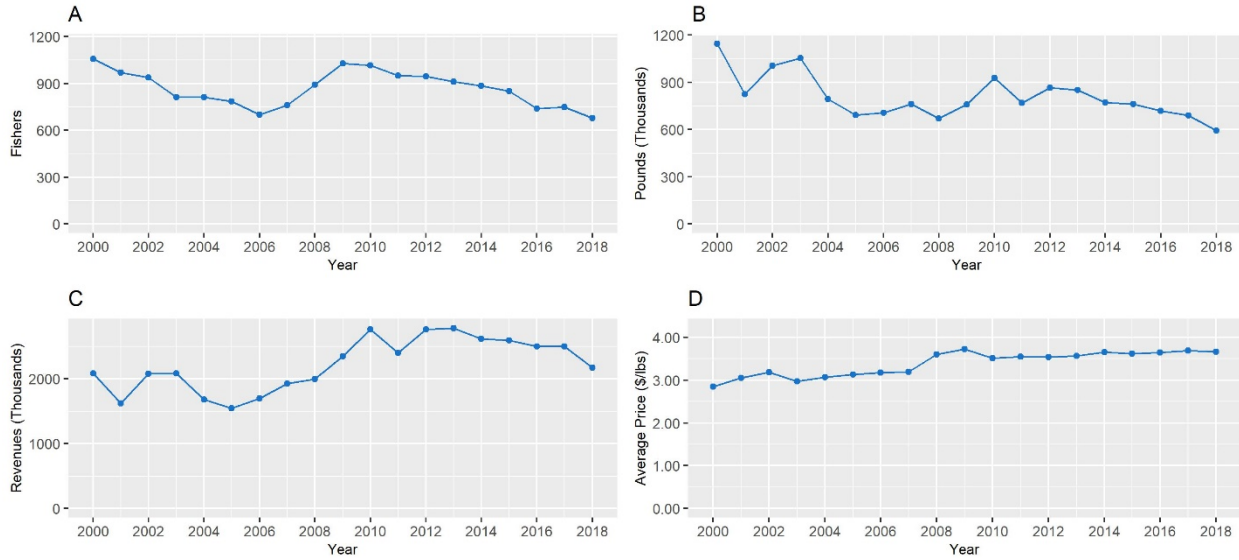 A
Fishers
1200
900
600
300
0
2000 2002 2004 2006 2008 2010 2012 2014 2016 2018
Year
B
Pounds (Thousands)
1200
900
600
300
0
2000 2002 2004 2006 2008 2010 2012 2014 2016 2018
Year
C
Revenues (Thousands)
2000
1000
0
2000 2002 2004 2006 2008 2010 2012 2014 2016 2018
Year
D
Average Price ($/lbs)
4.00
3.00
2.00
1.00
0.00
2000 2002 2004 2006 2008 2010 2012 2014 2016 2018
Year